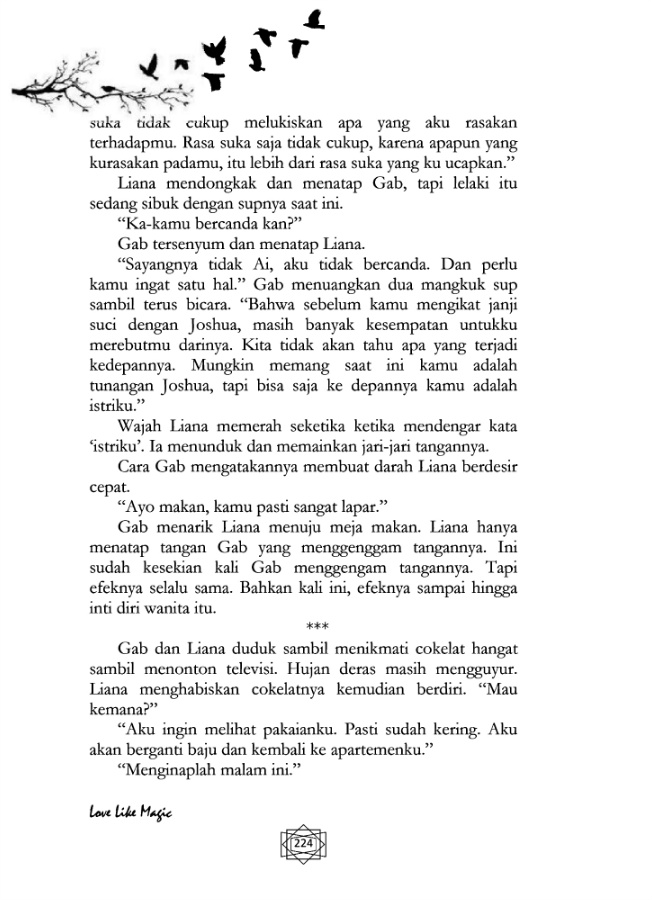 suka tidak cukup melukiskan apa yang aku rasakan
terhadapmu. Rasa suka saja tidak cukup, karena apapun yang
kurasakan padamu, itu lebih dari rasa suka yang ku ucapkan.”
Liana mendongkak dan menatap Gab, tapi lelaki itu
sedang sibuk dengan supnya saat ini.
“Ka-kamu bercanda kan?”
Gab tersenyum dan menatap Liana.
“Sayangnya tidak Ai, aku tidak bercanda. Dan perlu
kamu ingat satu hal.” Gab menuangkan dua mangkuk sup
sambil terus bicara. “Bahwa sebelum kamu mengikat janji
suci dengan Joshua, masih banyak kesempatan untukku
merebutmu darinya. Kita tidak akan tahu apa yang terjadi
kedepannya. Mungkin memang saat ini kamu adalah
tunangan Joshua, tapi bisa saja ke depannya kamu adalah
istriku.”
Wajah Liana memerah seketika ketika mendengar kata
‘istriku’. Ia menunduk dan memainkan jari-jari tangannya.
Cara Gab mengatakannya membuat darah Liana berdesir
cepat.
“Ayo makan, kamu pasti sangat lapar.”
Gab menarik Liana menuju meja makan. Liana hanya
menatap tangan Gab yang menggenggam tangannya. Ini
sudah kesekian kali Gab menggengam tangannya. Tapi
efeknya selalu sama. Bahkan kali ini, efeknya sampai hingga
inti diri wanita itu.
***
Gab dan Liana duduk sambil menikmati cokelat hangat
sambil menonton televisi. Hujan deras masih mengguyur.
Liana menghabiskan cokelatnya kemudian berdiri. “Mau
kemana?”
“Aku ingin melihat pakaianku. Pasti sudah kering. Aku
akan berganti baju dan kembali ke apartemenku.”
“Menginaplah malam ini.”
Love Like Magic
224